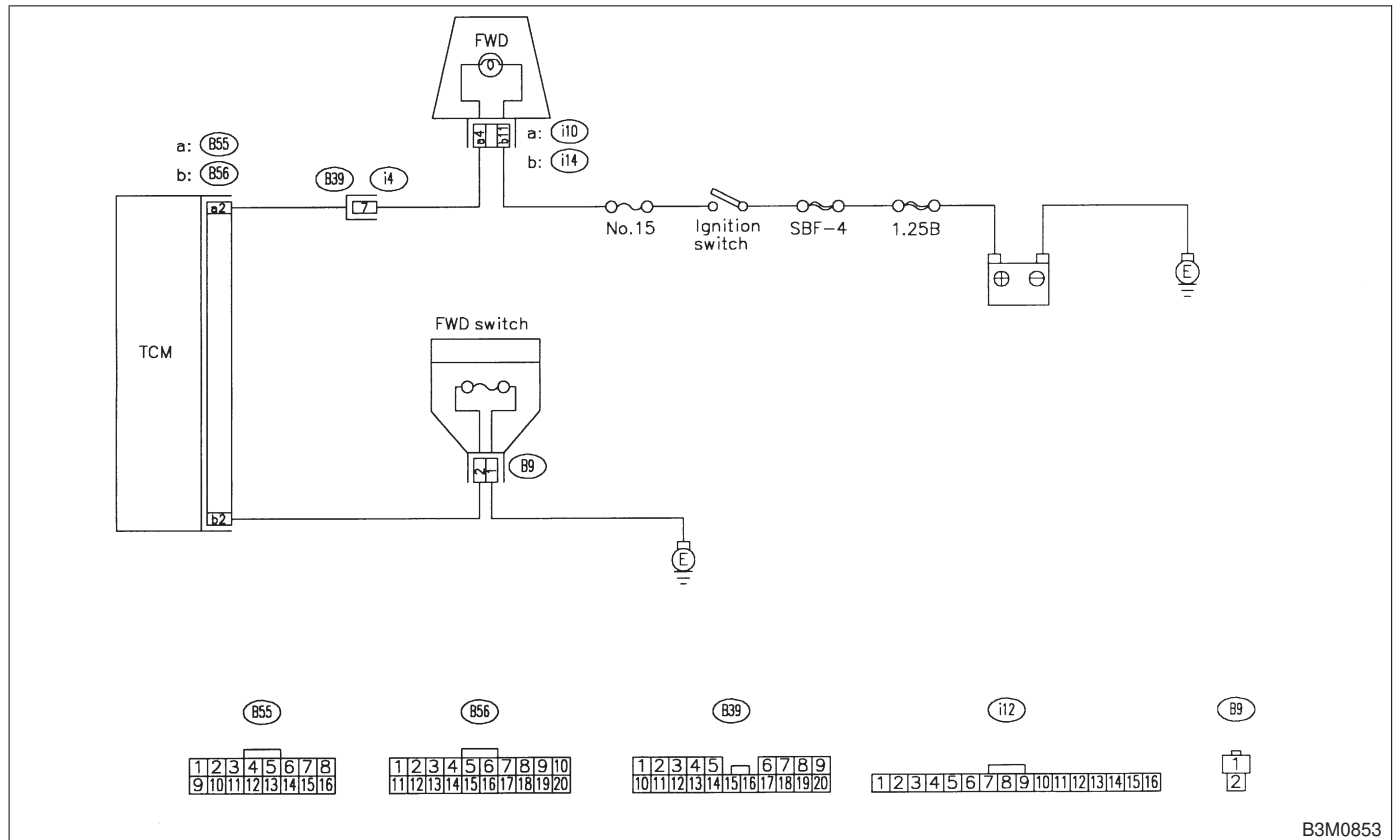 FWD
a4 b11
a: i10
b: i14
a: B55
b: B56
B39 i4
a2
7
No.15
Ignition
switch
SBF-4
1.25B
⊕ ⊖
E
FWD switch
TCM
2 1
B9
b2
E
B55
B56
B39
i12
B9
1 2 3 4 5 6 7 8
9 10 11 12 13 14 15 16
1 2 3 4 5 6 7 8 9 10
11 12 13 14 15 16 17 18 19 20
1 2 3 4 5 6 7 8 9
10 11 12 13 14 15 16 17 18 19 20
1 2 3 4 5 6 7 8 9 10 11 12 13 14 15 16
1
2
B3M0853